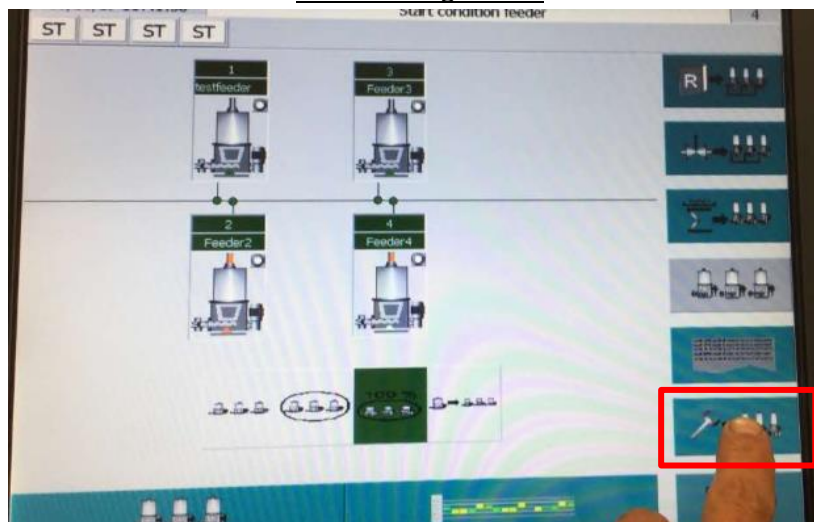 Start condition feeder
4
ST ST ST ST
1
testfeeder
3
Feeder3
R
2
Feeder2
4
Feeder4
100 %
Σ